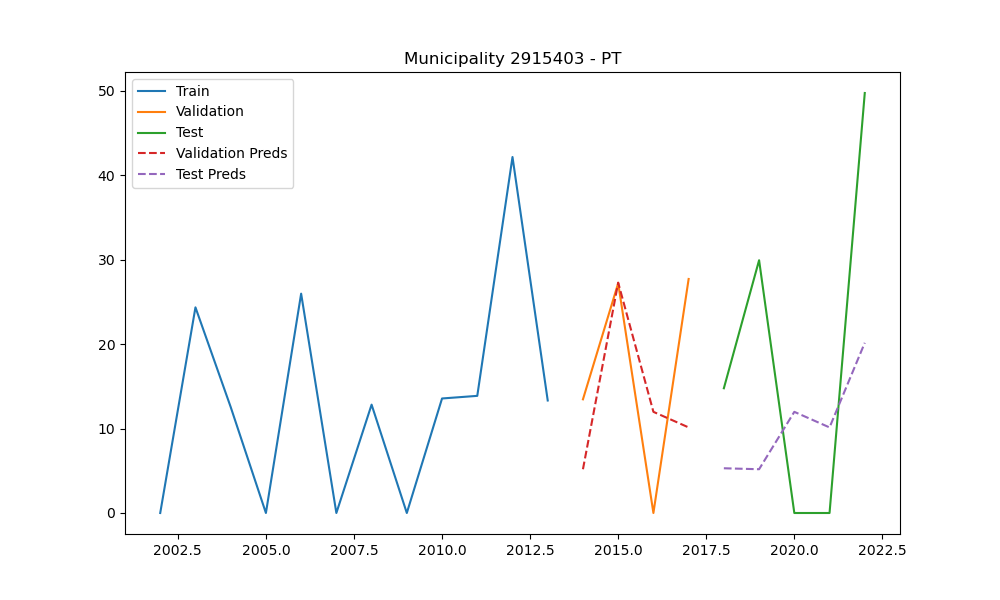 Municipality 2915403 - PT
Train
Validation
Test
Validation Preds
Test Preds
50
40
30
20
10
0
2002.5 2005.0 2007.5 2010.0 2012.5 2015.0 2017.5 2020.0 2022.5